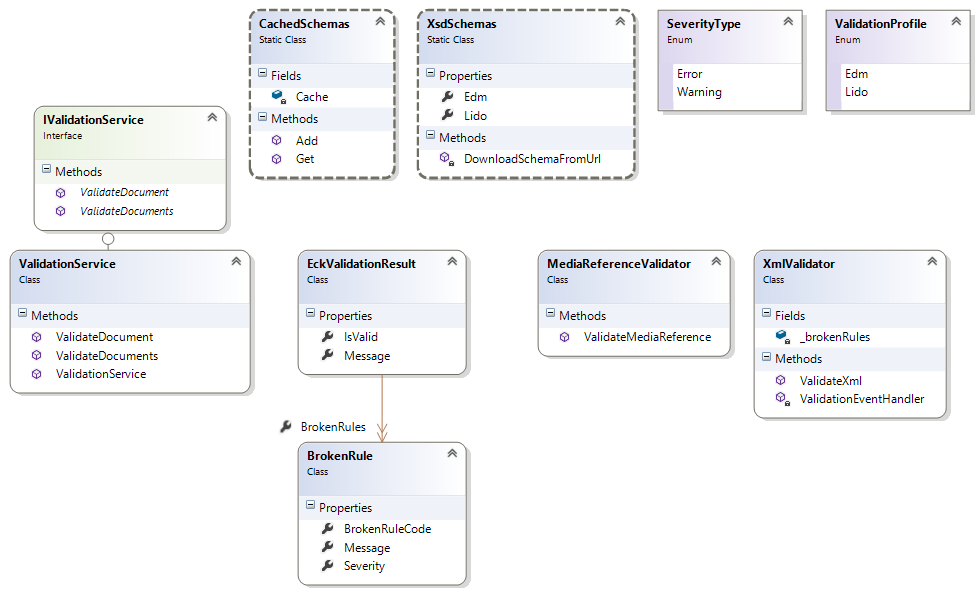 CachedSchemas
Static Class
Fields
Cache
Methods
Add
Get
XsdSchemas
Static Class
Properties
Edm
Lido
Methods
DownloadSchemaFromUrl
SeverityType
Enum
Error
Warning
ValidationProfile
Enum
Edm
Lido
IValidationService
Interface
Methods
ValidateDocument
ValidateDocuments
ValidationService
Class
Methods
ValidateDocument
ValidateDocuments
ValidationService
EckValidationResult
Class
Properties
IsValid
Message
BrokenRules
BrokenRule
Class
Properties
BrokenRuleCode
Message
Severity
MediaReferenceValidator
Class
Methods
ValidateMediaReference
XmlValidator
Class
Fields
_brokenRules
Methods
ValidateXml
ValidationEventHandler